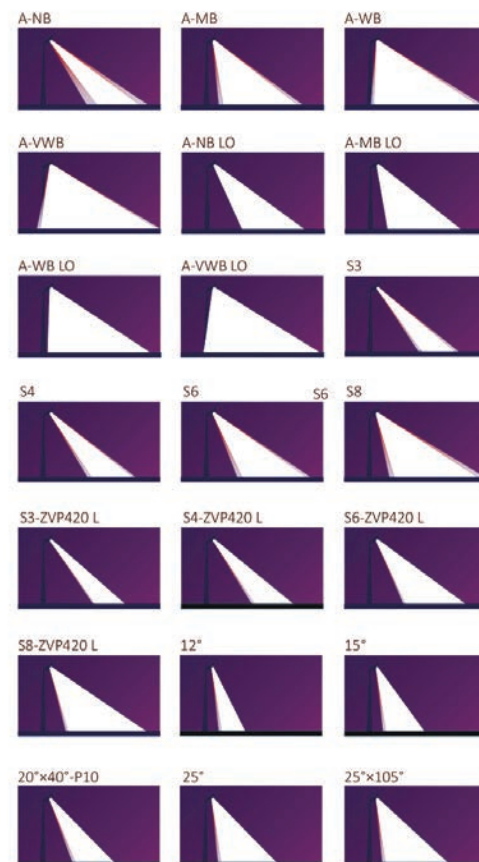 A-NB A-MB A-WB
A-VWB A-NB LO A-MB LO
A-WB LO A-VWB LO S3
S4 S6 S6 S8
S3-ZVP420 L S4-ZVP420 L S6-ZVP420 L
S8-ZVP420 L 12° 15°
20°×40°-P10 25° 25°×105°